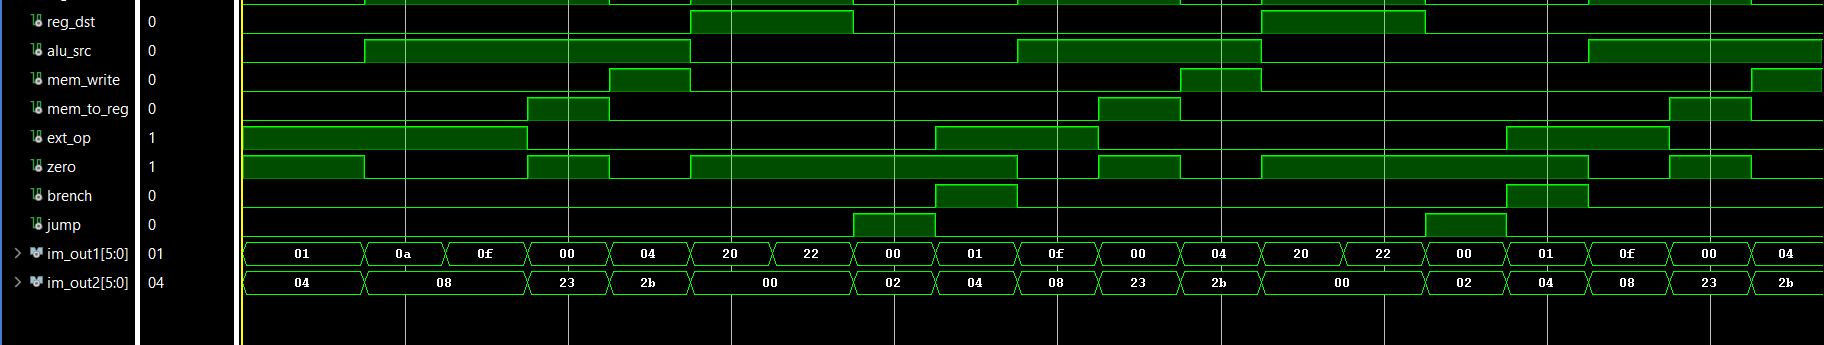 reg_dst 0
alu_src 0
mem_write 0
mem_to_reg 0
ext_op 1
zero 1
brench 0
jump 0
im_out1[5:0] 01 01 0a 0f 00 04 20 22 00 01 0f 00 04 20 22 00 01 0f 00 04
im_out2[5:0] 04 04 08 23 2b 00 02 04 08 23 2b 00 02 04 08 23 2b